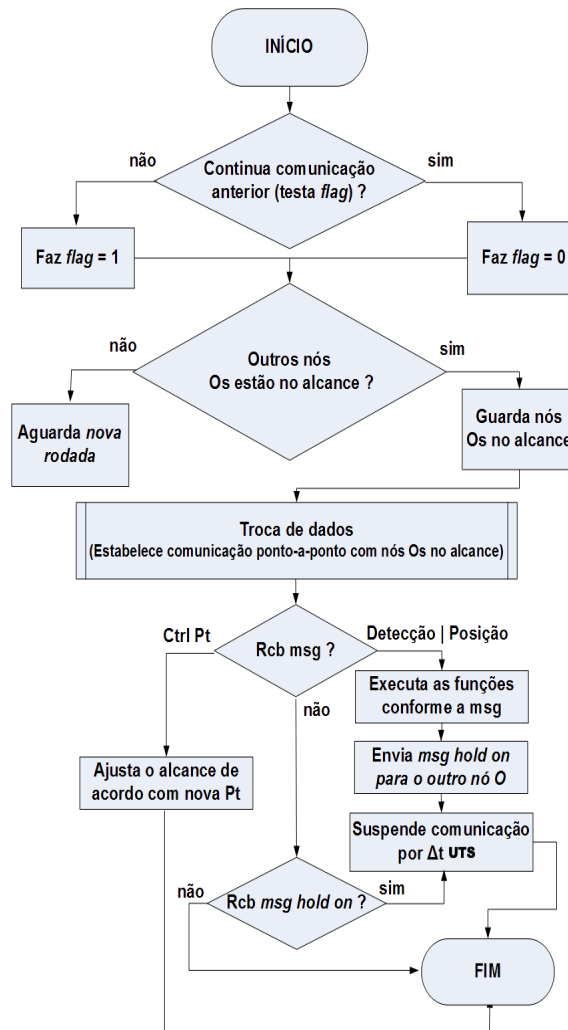 INÍCIO
não
sim
Continua comunicação
anterior (testa flag) ?
Faz flag = 1
Faz flag = 0
não
sim
Outros nós
Os estão no alcance ?
Aguarda nova
rodada
Guarda nós
Os no alcance
Troca de dados
(Estabelece comunicação ponto-a-ponto com nós Os no alcance)
Ctrl Pt
Detecção | Posição
Rcb msg ?
não
Executa as funções
conforme a msg
Envia msg hold on
para o outro nó O
Ajusta o alcance de
acordo com nova Pt
Suspende comunicação
por Δt UTS
não
sim
Rcb msg hold on ?
FIM